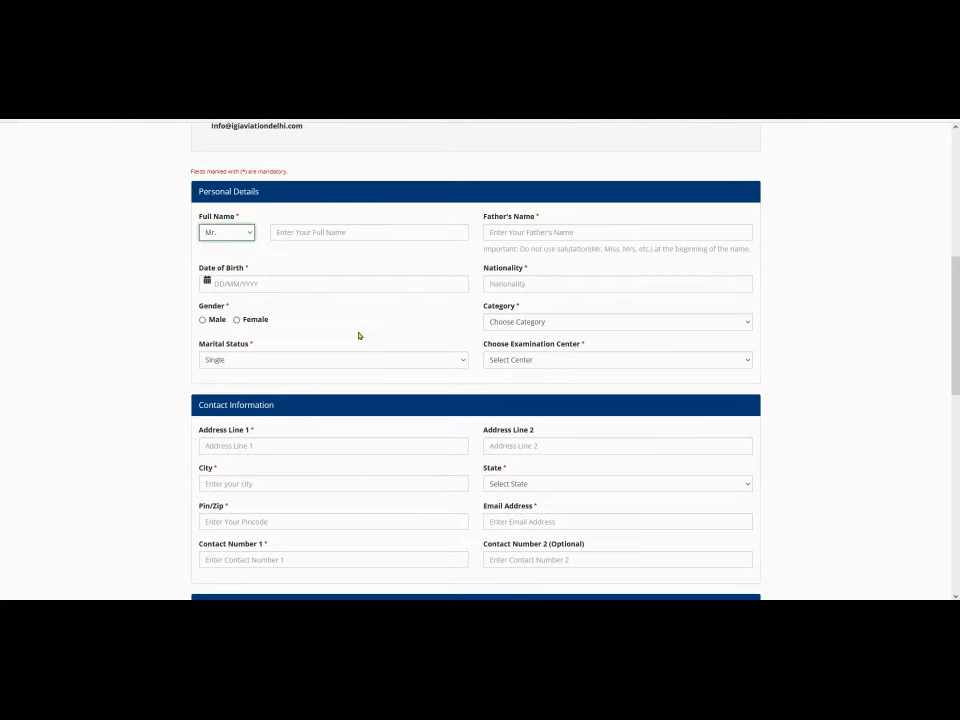 Info@igiaviationdelhi.com
Fields marked with (*) are mandatory.
Personal Details
Full Name *
Father's Name *
Mr.
Enter Your Full Name
Enter Your Father's Name
Important: Do not use salutation(Mr, Miss, Mrs, etc.) at the beginning of the name.
Date of Birth *
Nationality *
DD/MM/YYYY
Nationality
Gender *
Category *
Male
Female
Choose Category
Marital Status *
Choose Examination Center *
Single
Select Center
Contact Information
Address Line 1 *
Address Line 2
Address Line 1
Address Line 2
City *
State *
Enter your city
Select State
Pin/Zip *
Email Address *
Enter Your Pincode
Enter Email Address
Contact Number 1 *
Contact Number 2 (Optional)
Enter Contact Number 1
Enter Contact Number 2